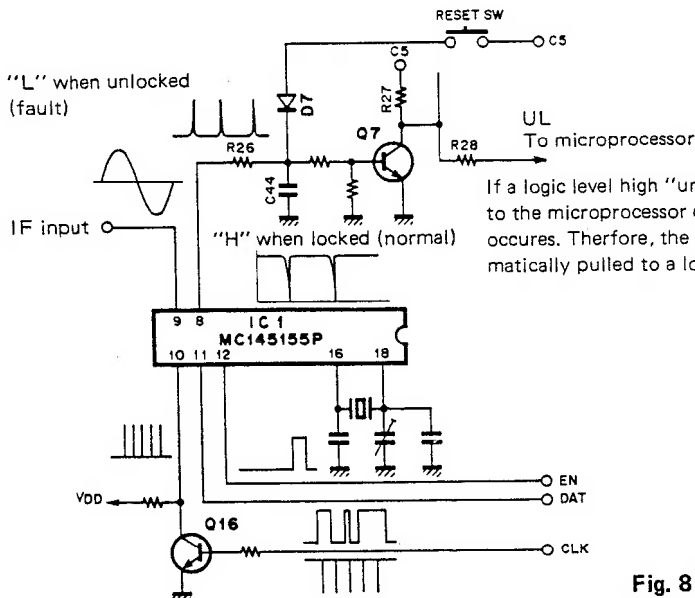 RESET SW
C5
C5
"L" when unlocked
(fault)
D7
R27
Q7
UL
To microprocessor
R26
R28
C44
If a logic level high "un
to the microprocessor
occures. Therfore, the
matically pulled to a lo
IF input
"H" when locked (normal)
9 8 IC 1
MC145155P
10 11 12 16 18
VDD
EN
DAT
Q16
CLK
Fig. 8